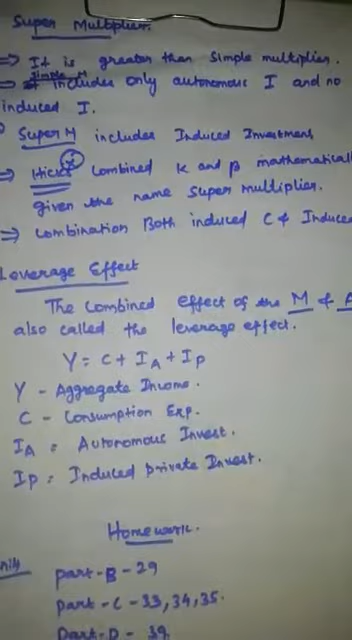 Super Multiplier.
⇒ It is greater than simple multiplier.
⇒ Simple M includes only autonomous I and no
induced I.
Super M includes Induced Investment
⇒ Hicks combined K and β mathematical
given the name super multiplier.
⇒ Combination Both induced C & Induced
Leverage Effect
The combined effect of the M & A
also called the leverage effect.
Y = C + IA + IP
Y - Aggregate Income.
C - Consumption Exp.
IA = Autonomous Invest.
IP = Induced private Invest.
Homework.
part-B-29
part-C-33,34,35.
part-D-39